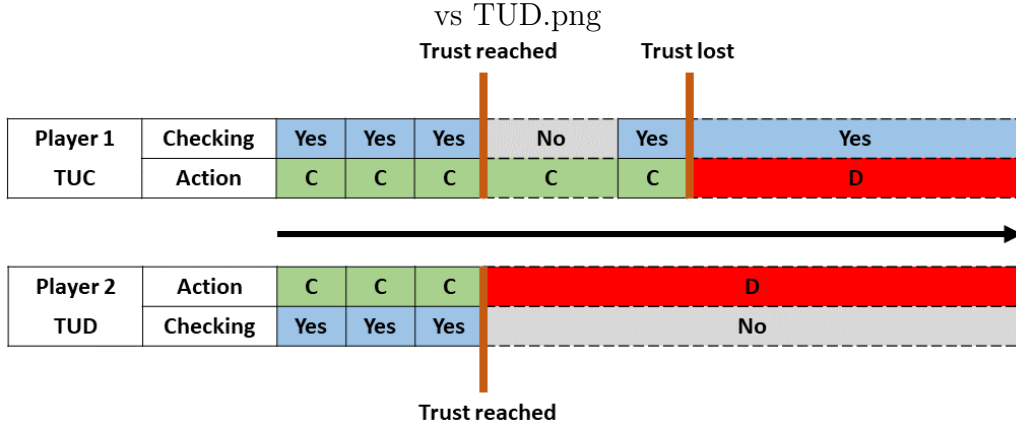 vs TUD.png
Trust reached Trust lost
Player 1 Checking Yes Yes Yes No Yes Yes
TUC Action C C C C C D
Player 2 Action C C C D
TUD Checking Yes Yes Yes No
Trust reached